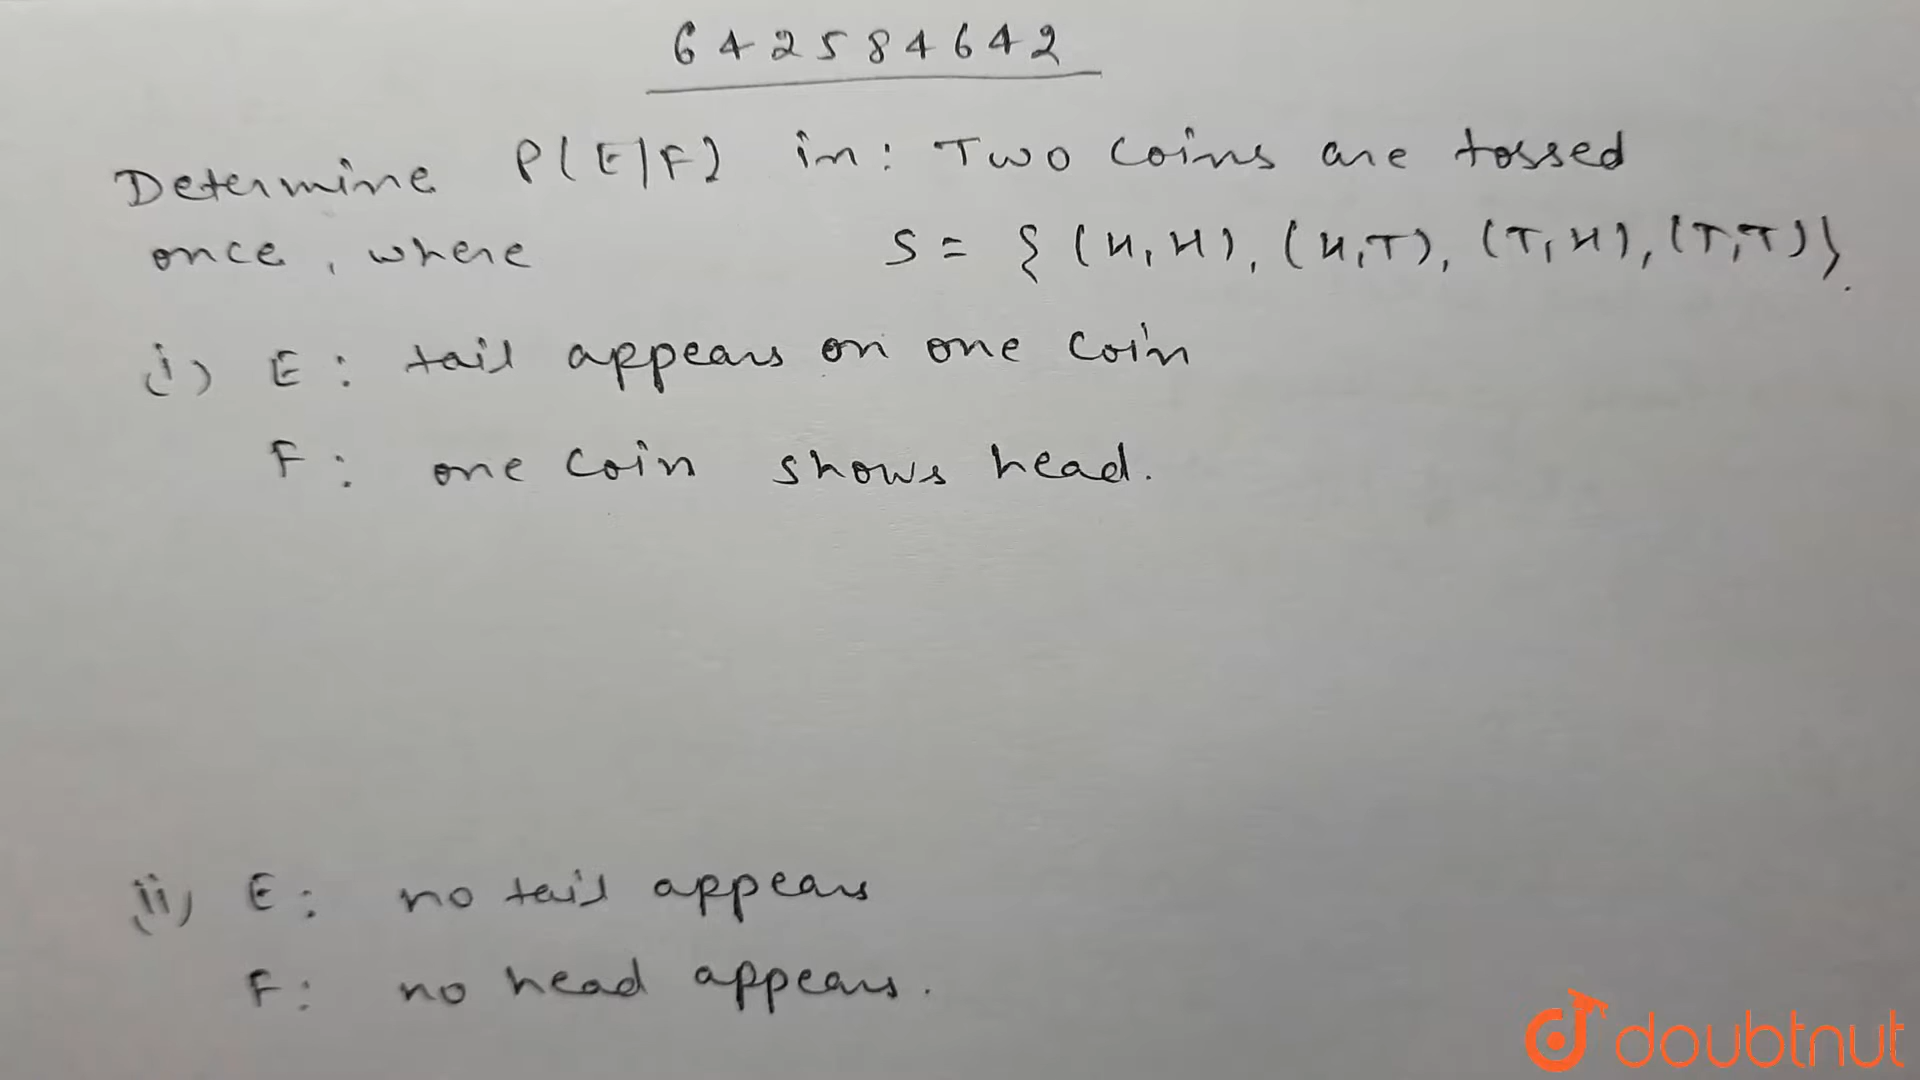 642584642
Determine P(E|F) in: Two coins are tossed
once, where S = { (H,H), (H,T), (T,H), (T,T)}.
(i) E: tail appears on one coin
F: one coin shows head.
(ii) E: no tail appears
F: no head appears.
doubtnut